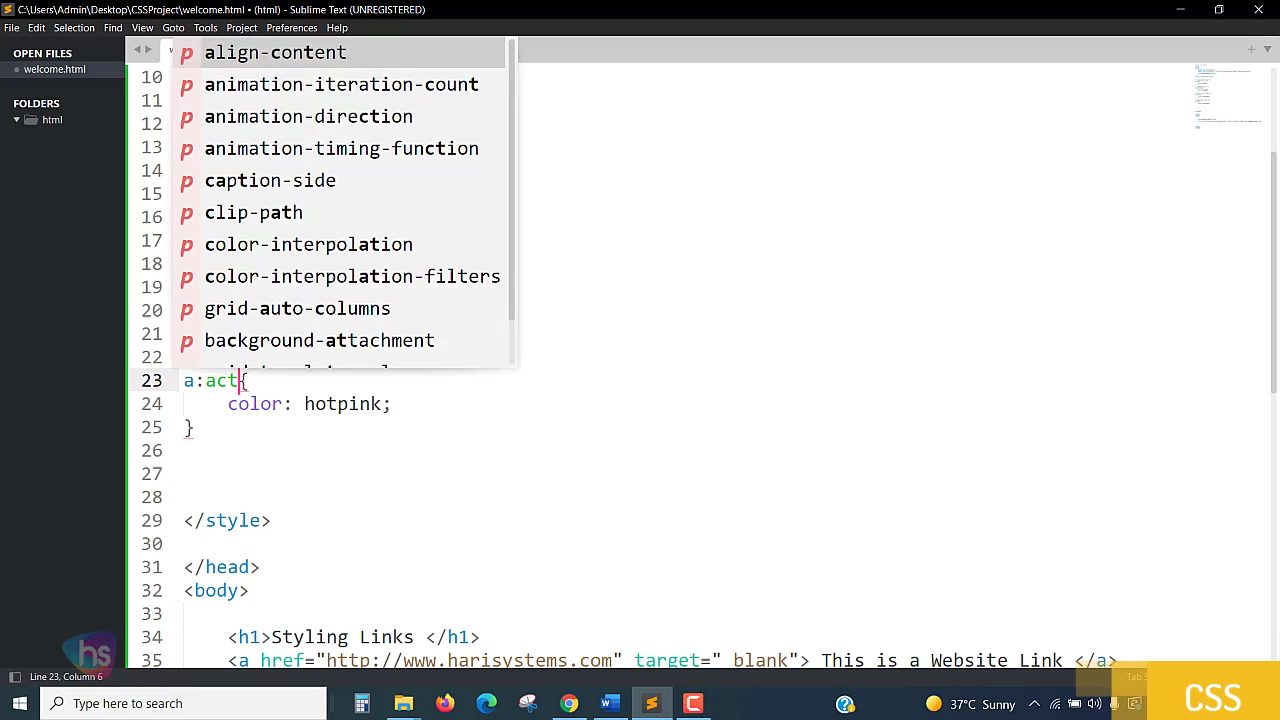 C:\Users\Admin\Desktop\CSSProject\welcome.html • (html) - Sublime Text (UNREGISTERED)
File Edit Selection Find View Goto Tools Project Preferences Help
OPEN FILES
welcome.html
FOLDERS
html
align-content
animation-iteration-count
animation-direction
animation-timing-function
caption-side
clip-path
color-interpolation
color-interpolation-filters
grid-auto-columns
background-attachment
10
11
12
13
14
15
16
17
18
19
20
21
22
23 a:act{
24 color: hotpink;
25 }
26
27
28
29 </style>
30
31 </head>
32 <body>
33
34 <h1>Styling Links </h1>
35 <a href="http://www.harisystems.com" target="_blank"> This is a Website Link </a>
hs
Line 23, Column 6
Tab S
CSS
Type here to search
37°C Sunny